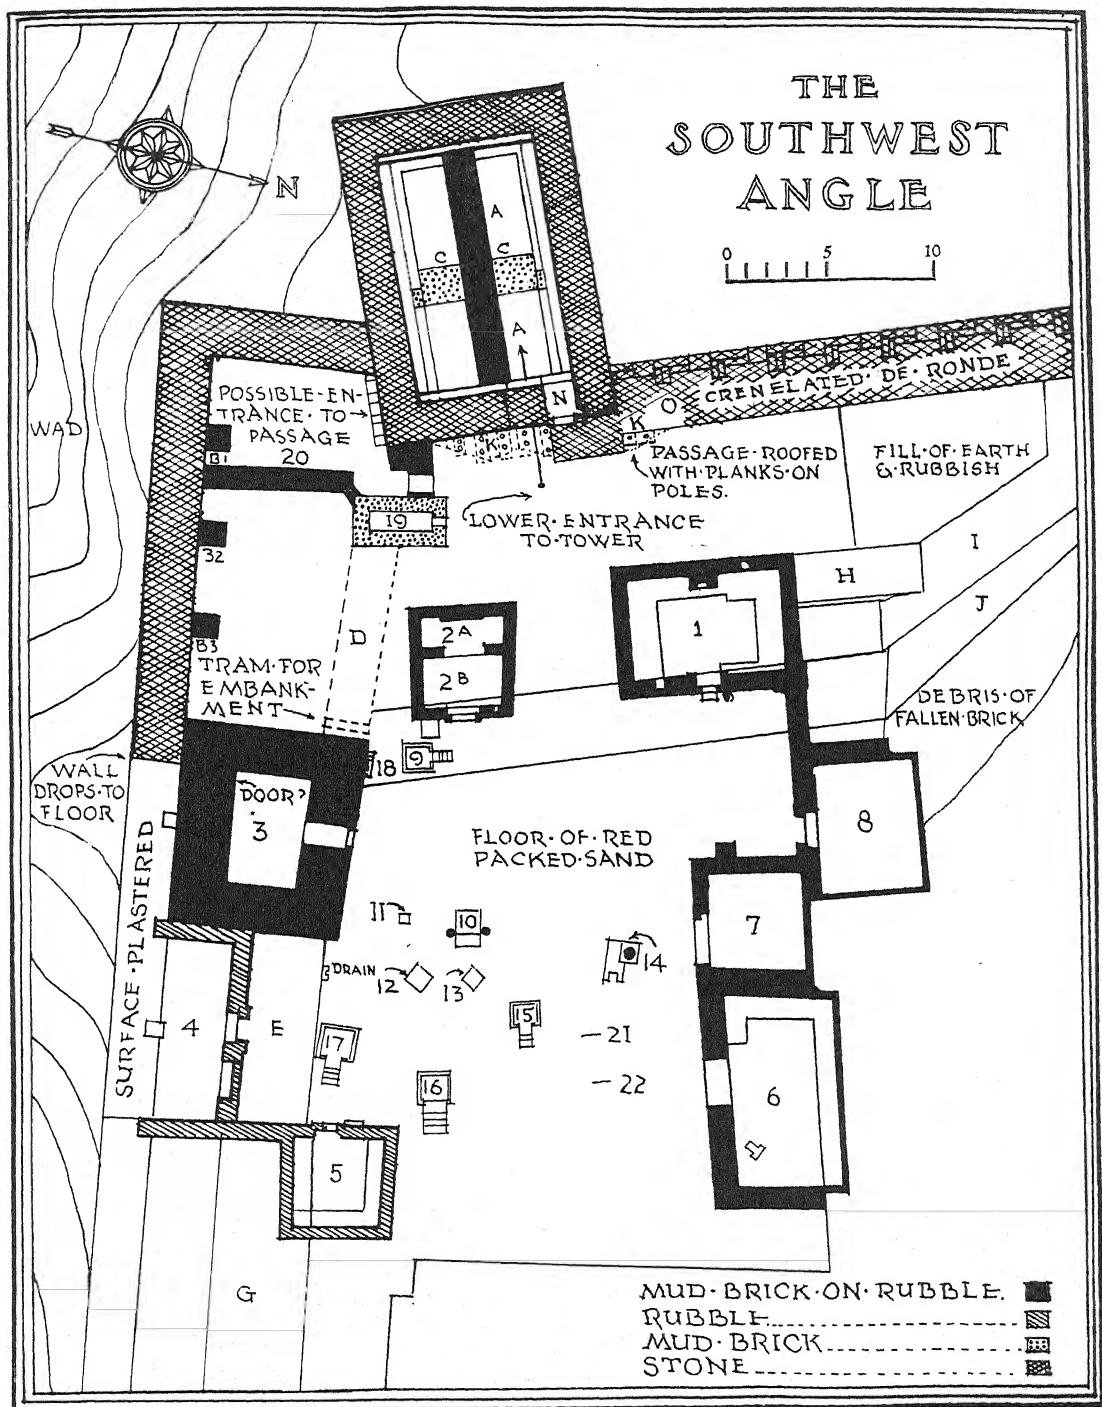 THE
SOUTHWEST
ANGLE
0 5 10
N
A
C C
A
N
O CRENELATED·DE·RONDE
K
K
POSSIBLE·EN-
TRANCE·TO·
PASSAGE
20
WAD
B1
PASSAGE·ROOFED
WITH·PLANKS·ON
POLES.
FILL·OF·EARTH
& RUBBISH
19
LOWER·ENTRANCE
TO·TOWER
B2
I
H
J
D
2A
1
B3
2B
TRAM·FOR
EMBANK-
MENT
DEBRIS·OF
FALLEN·BRICK
18
9
WALL
DROPS·TO
FLOOR
DOOR?
3
FLOOR·OF·RED
PACKED·SAND
8
SURFACE·PLASTERED
11
10
7
DRAIN
12
13
14
4
E
17
15
21
16
22
6
5
G
MUD·BRICK·ON·RUBBLE.
RUBBLE
MUD·BRICK
STONE